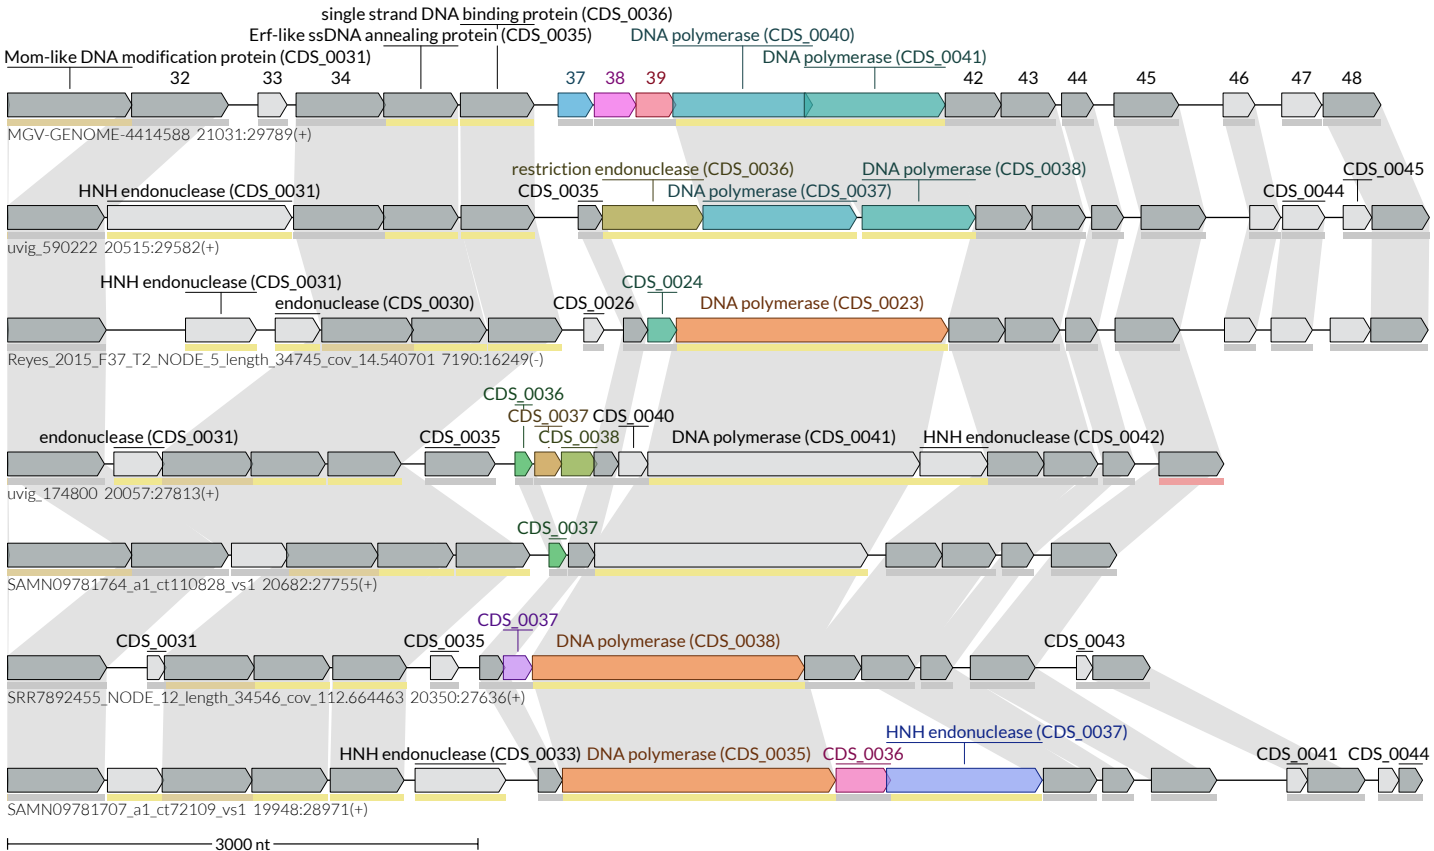 single strand DNA binding protein (CDS_0036)
Erf-like ssDNA annealing protein (CDS_0035) DNA polymerase (CDS_0040)
Mom-like DNA modification protein (CDS_0031) DNA polymerase (CDS_0041)
32 33 34 37 38 39 42 43 44 45 46 47 48
MGV-GENOME-4414588 21031:29789(+)
restriction endonuclease (CDS_0036) DNA polymerase (CDS_0038) CDS_0045
HNH endonuclease (CDS_0031) CDS_0035 DNA polymerase (CDS_0037) CDS_0044
uvig_590222 20515:29582(+)
HNH endonuclease (CDS_0031) CDS_0024
endonuclease (CDS_0030) CDS_0026 DNA polymerase (CDS_0023)
Reyes_2015_F37_T2_NODE_5_length_34745_cov_14.540701 7190:16249(-)
CDS_0036
CDS_0037 CDS_0040
endonuclease (CDS_0031) CDS_0035 CDS_0038 DNA polymerase (CDS_0041) HNH endonuclease (CDS_0042)
uvig_174800 20057:27813(+)
CDS_0037
SAMN09781764_a1_ct110828_vs1 20682:27755(+)
CDS_0037
CDS_0031 CDS_0035 DNA polymerase (CDS_0038) CDS_0043
SRR7892455_NODE_12_length_34546_cov_112.664463 20350:27636(+)
HNH endonuclease (CDS_0037)
HNH endonuclease (CDS_0033) DNA polymerase (CDS_0035) CDS_0036 CDS_0041 CDS_0044
SAMN09781707_a1_ct72109_vs1 19948:28971(+)
3000 nt